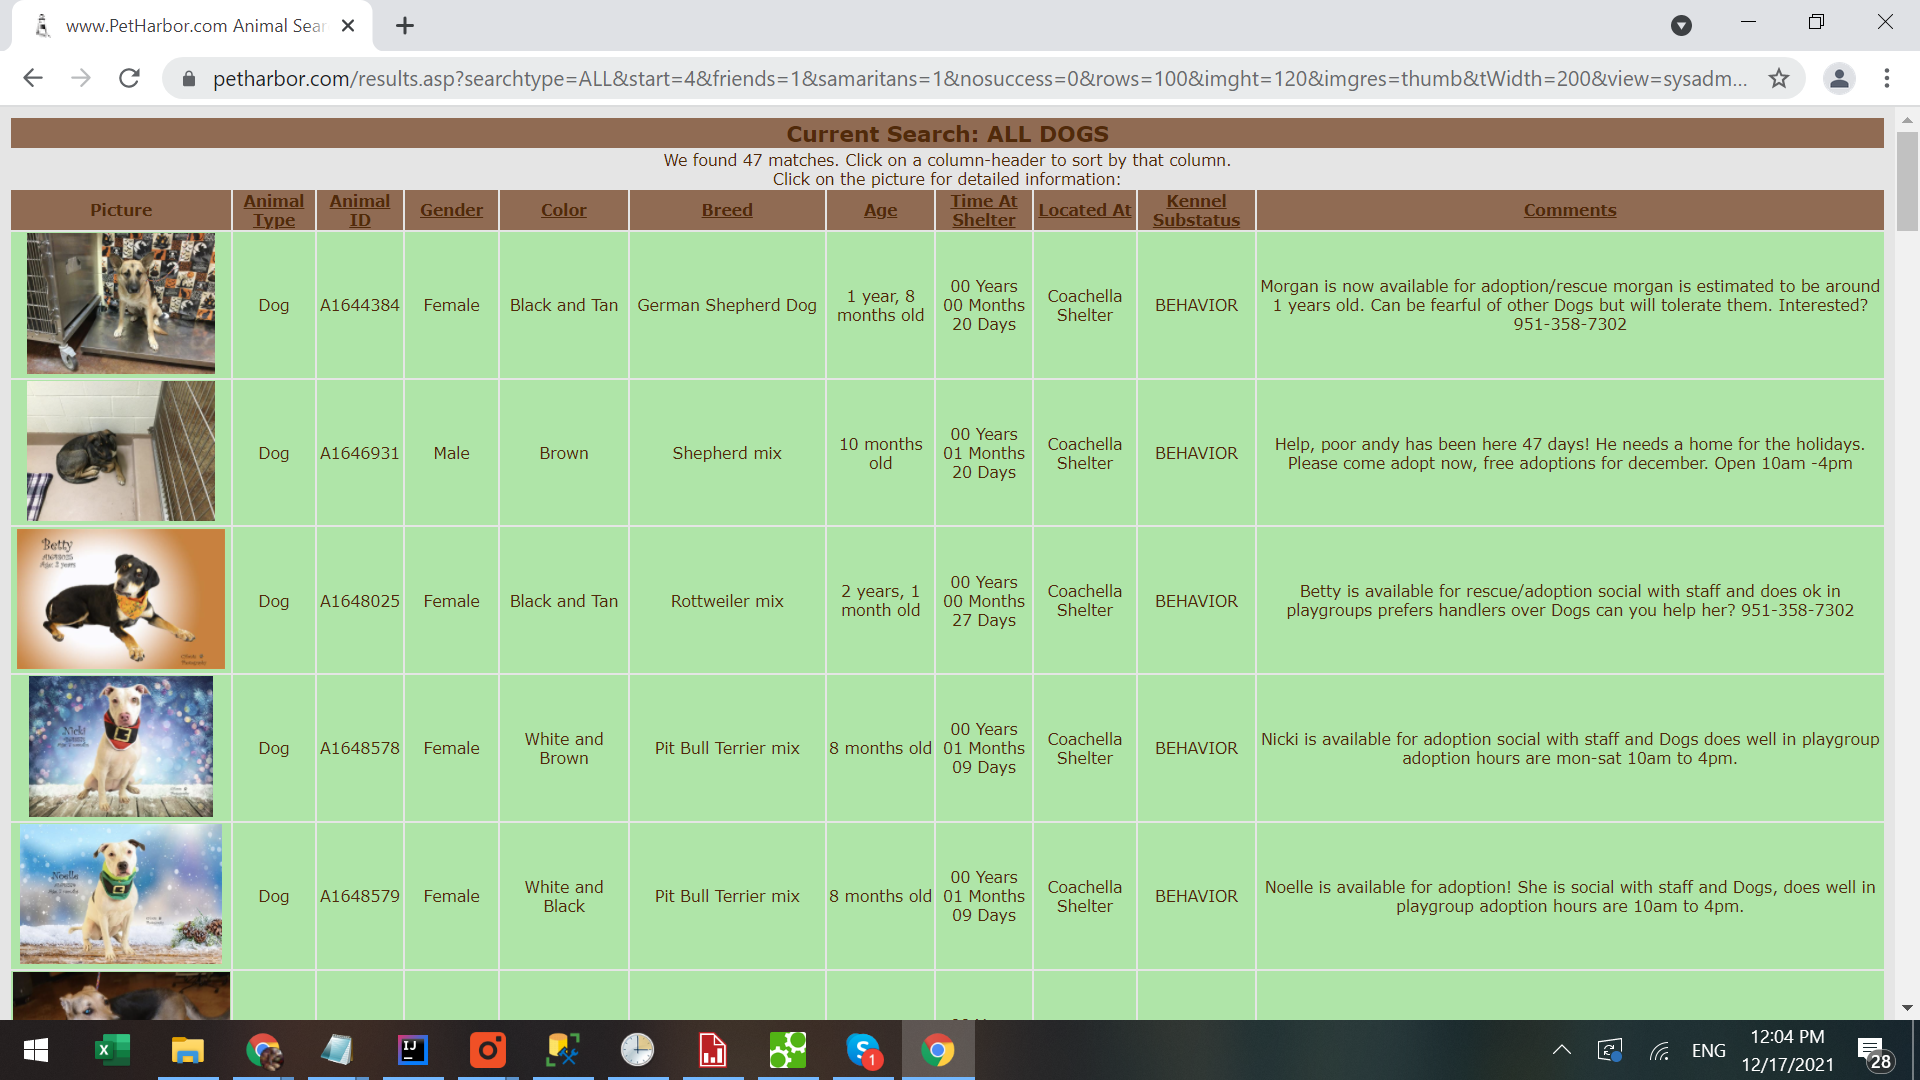 www.PetHarbor.com Animal Sear
petharbor.com/results.asp?searchtype=ALL&start=4&friends=1&samaritans=1&nosuccess=0&rows=100&imght=120&imgres=thumb&tWidth=200&view=sysadm...
Current Search: ALL DOGS
We found 47 matches. Click on a column-header to sort by that column.
Click on the picture for detailed information:
Picture
Animal
Type
Animal
ID
Gender
Color
Breed
Age
Time At
Shelter
Located At
Kennel
Substatus
Comments
Dog
A1644384
Female
Black and Tan
German Shepherd Dog
1 year, 8
months old
00 Years
00 Months
20 Days
Coachella
Shelter
BEHAVIOR
Morgan is now available for adoption/rescue morgan is estimated to be around
1 years old. Can be fearful of other Dogs but will tolerate them. Interested?
951-358-7302
Dog
A1646931
Male
Brown
Shepherd mix
10 months
old
00 Years
01 Months
20 Days
Coachella
Shelter
BEHAVIOR
Help, poor andy has been here 47 days! He needs a home for the holidays.
Please come adopt now, free adoptions for december. Open 10am -4pm
Betty
Dog
A1648025
Female
Black and Tan
Rottweiler mix
2 years, 1
month old
00 Years
00 Months
27 Days
Coachella
Shelter
BEHAVIOR
Betty is available for rescue/adoption social with staff and does ok in
playgroups prefers handlers over Dogs can you help her? 951-358-7302
Nicki
Dog
A1648578
Female
White and
Brown
Pit Bull Terrier mix
8 months old
00 Years
01 Months
09 Days
Coachella
Shelter
BEHAVIOR
Nicki is available for adoption social with staff and Dogs does well in playgroup
adoption hours are mon-sat 10am to 4pm.
Noelle
Dog
A1648579
Female
White and
Black
Pit Bull Terrier mix
8 months old
00 Years
01 Months
09 Days
Coachella
Shelter
BEHAVIOR
Noelle is available for adoption! She is social with staff and Dogs, does well in
playgroup adoption hours are 10am to 4pm.
IJ
S
1
ENG
12:04 PM
12/17/2021
28